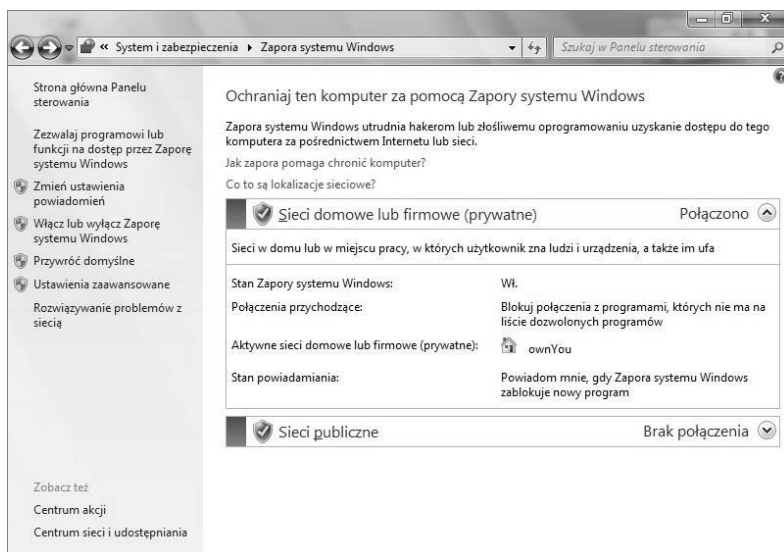 « System i zabezpieczenia ▸ Zapora systemu Windows
Szukaj w Panelu sterowania
Strona główna Panelu
sterowania
Zezwalaj programowi lub
funkcji na dostęp przez Zaporę
systemu Windows
Zmień ustawienia
powiadomień
Włącz lub wyłącz Zaporę
systemu Windows
Przywróć domyślne
Ustawienia zaawansowane
Rozwiązywanie problemów z
siecią
Zobacz też
Centrum akcji
Centrum sieci i udostępniania
Ochraniaj ten komputer za pomocą Zapory systemu Windows
Zapora systemu Windows utrudnia hakerom lub złośliwemu oprogramowaniu uzyskanie dostępu do tego
komputera za pośrednictwem Internetu lub sieci.
Jak zapora pomaga chronić komputer?
Co to są lokalizacje sieciowe?
Sieci domowe lub firmowe (prywatne) Połączono
Sieci w domu lub w miejscu pracy, w których użytkownik zna ludzi i urządzenia, a także im ufa
Stan Zapory systemu Windows: Wł.
Połączenia przychodzące: Blokuj połączenia z programami, których nie ma na
liście dozwolonych programów
Aktywne sieci domowe lub firmowe (prywatne): ownYou
Stan powiadamiania: Powiadom mnie, gdy Zapora systemu Windows
zablokuje nowy program
Sieci publiczne Brak połączenia